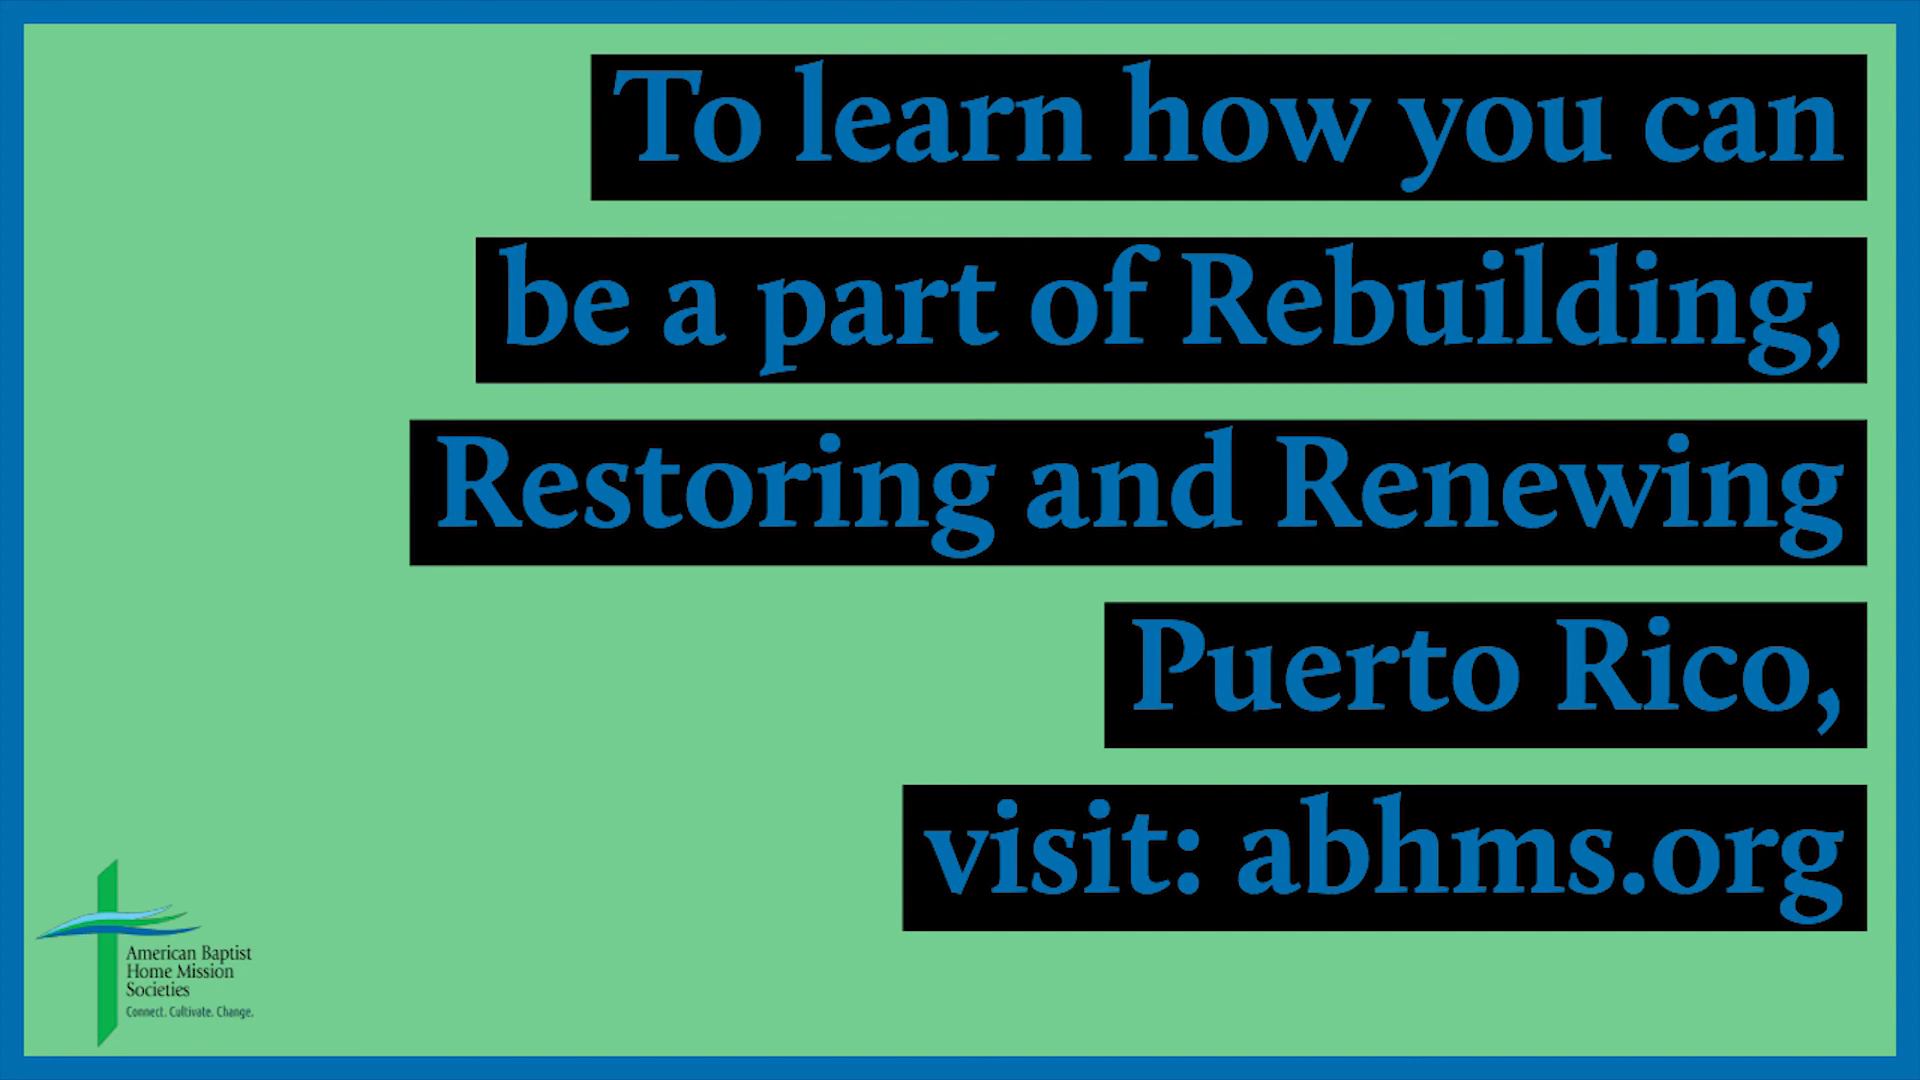 To learn how you can
be a part of Rebuilding,
Restoring and Renewing
Puerto Rico,
visit: abhms.org
American Baptist
Home Mission
Societies
Connect. Cultivate. Change.